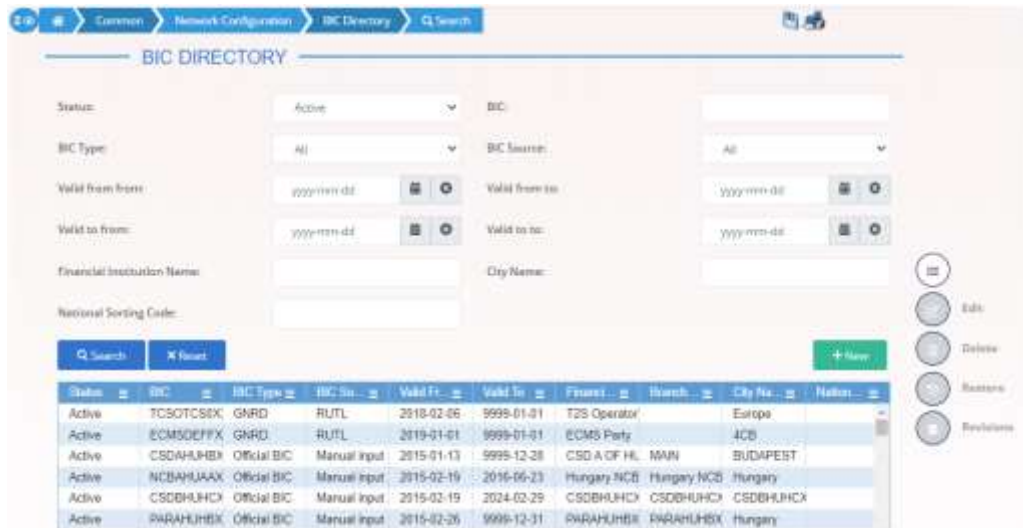 Common Network Configuration BIC Directory Search
BIC DIRECTORY
Status: Active BIC:
BIC Type: All BIC Source: All
Valid from from: yyyy-mm-dd Valid from to: yyyy-mm-dd
Valid to from: yyyy-mm-dd Valid to to: yyyy-mm-dd
Financial Institution Name: City Name:
National Sorting Code:
Edit
Search Reset New Delete
Restore
Status BIC BIC Type BIC So... Valid Fr... Valid To Financi... Branch... City Na... Nation...
Active TCSOTCS0X GNRD RUTL 2018-02-06 9999-01-01 T2S Operator Europe
Revisions
Active ECMSDEFFX GNRD RUTL 2019-01-01 9999-01-01 ECMS Party 4CB
Active CSDAHUHBX Official BIC Manual input 2015-01-13 9999-12-28 CSD A OF HU, MAIN BUDAPEST
Active NCBAHUAAX Official BIC Manual input 2015-02-19 2016-06-23 Hungary NCB Hungary NCB Hungary
Active CSDBHUHCX Official BIC Manual input 2015-02-19 2024-02-29 CSDBHUHCX CSDBHUHCX CSDBHUHCX
Active PARAHUHBX Official BIC Manual input 2015-02-26 9999-12-31 PARAHUHBX PARAHUHBX Hungary